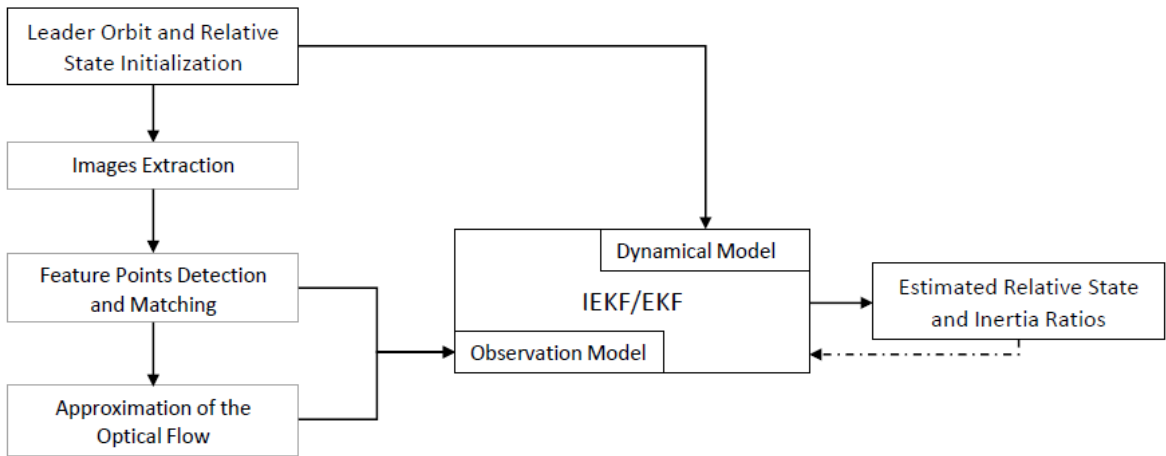 Leader Orbit and Relative
State Initialization
Images Extraction
Feature Points Detection
and Matching
Approximation of the
Optical Flow
Dynamical Model
IEKF/EKF
Observation Model
Estimated Relative State
and Inertia Ratios